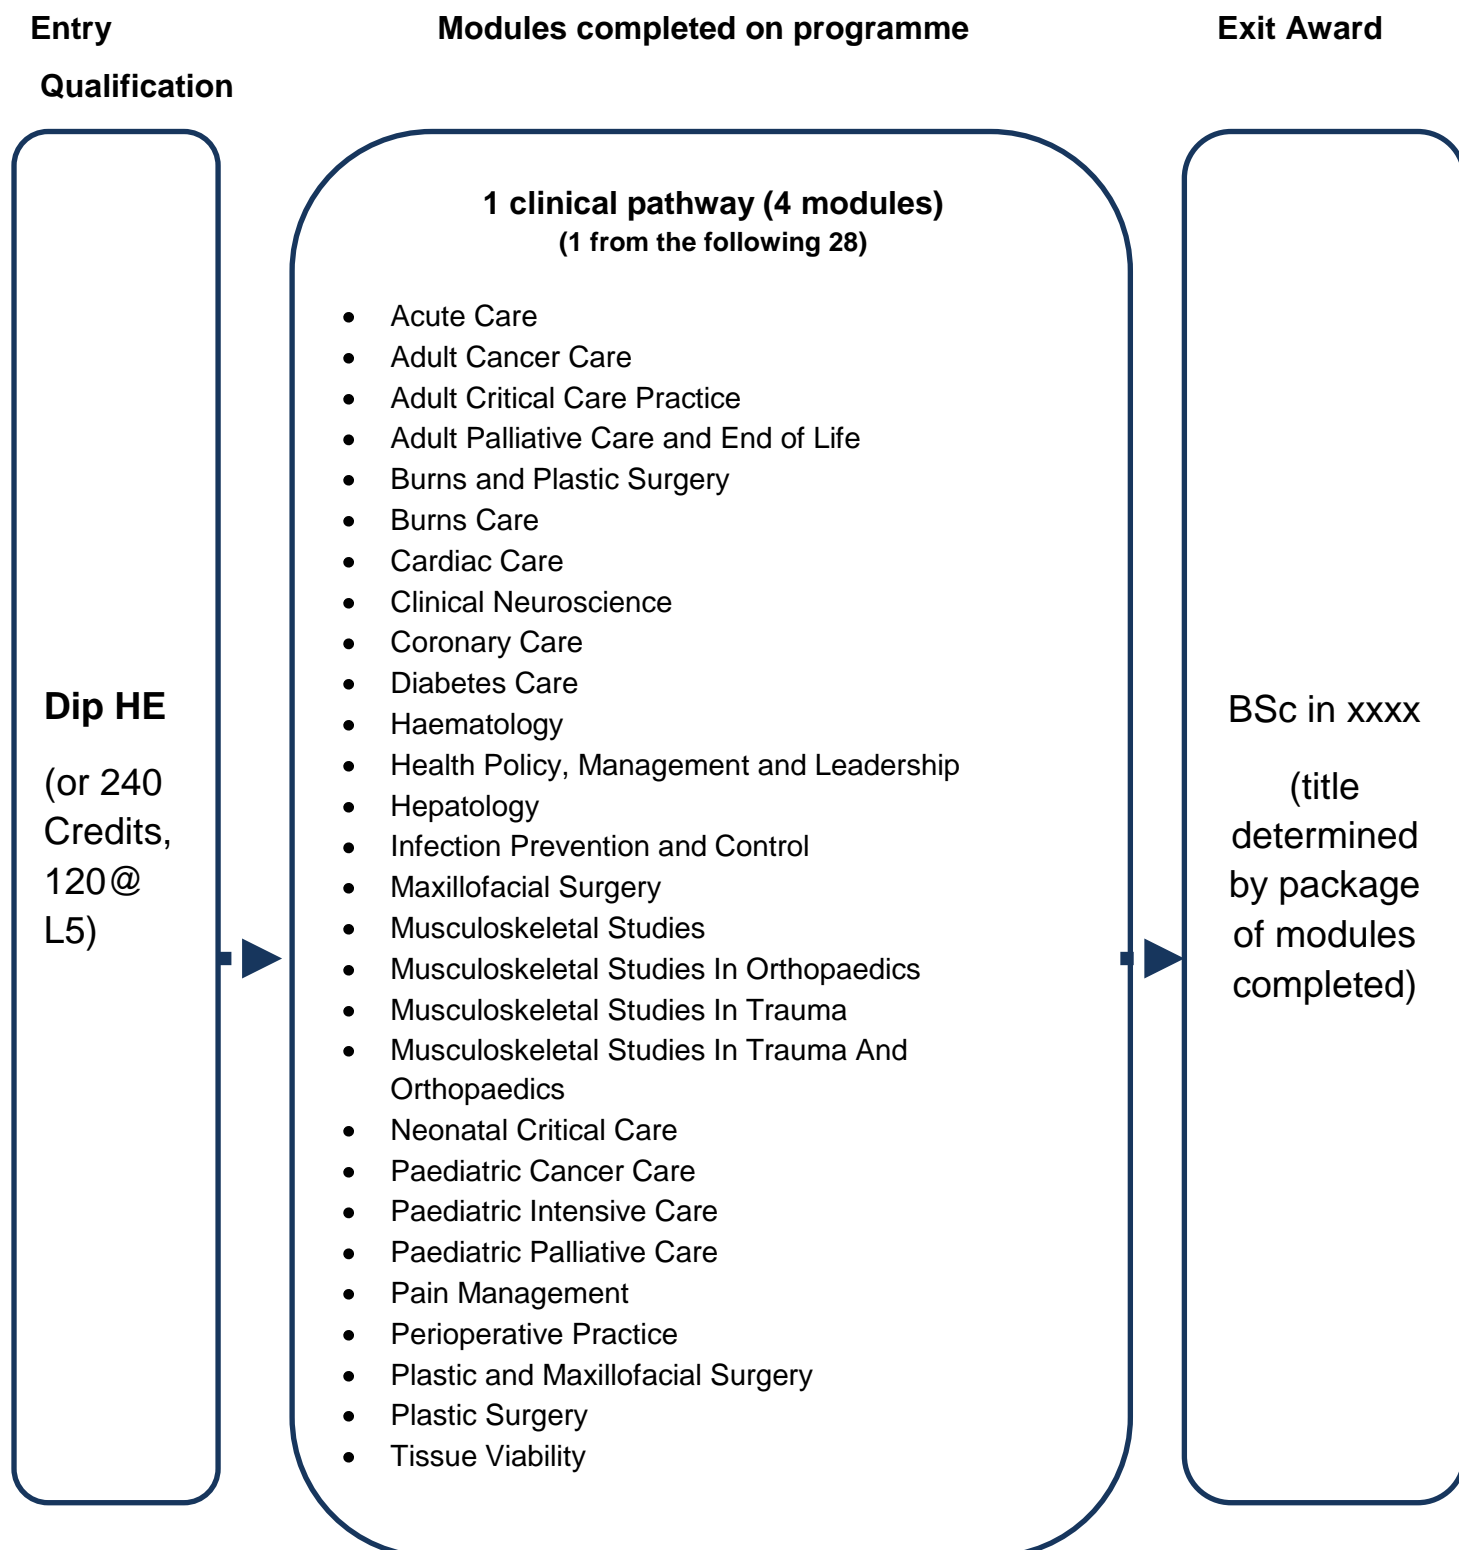 Entry
Qualification
Modules completed on programme
Exit Award
Dip HE
(or 240
Credits,
120@
L5)
1 clinical pathway (4 modules)
(1 from the following 28)
• Acute Care
• Adult Cancer Care
• Adult Critical Care Practice
• Adult Palliative Care and End of Life
• Burns and Plastic Surgery
• Burns Care
• Cardiac Care
• Clinical Neuroscience
• Coronary Care
• Diabetes Care
• Haematology
• Health Policy, Management and Leadership
• Hepatology
• Infection Prevention and Control
• Maxillofacial Surgery
• Musculoskeletal Studies
• Musculoskeletal Studies In Orthopaedics
• Musculoskeletal Studies In Trauma
• Musculoskeletal Studies In Trauma And
Orthopaedics
• Neonatal Critical Care
• Paediatric Cancer Care
• Paediatric Intensive Care
• Paediatric Palliative Care
• Pain Management
• Perioperative Practice
• Plastic and Maxillofacial Surgery
• Plastic Surgery
• Tissue Viability
BSc in xxxx
(title
determined
by package
of modules
completed)